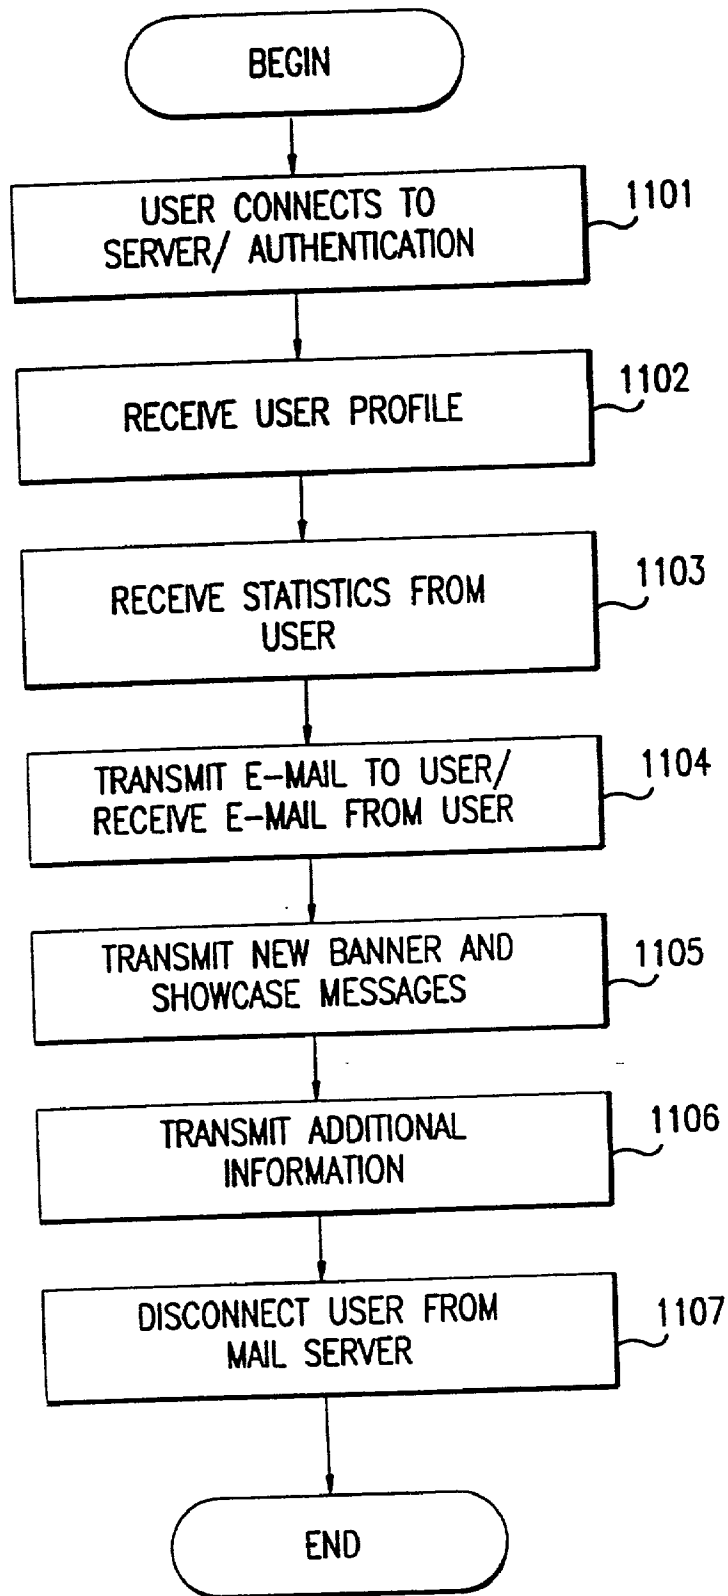 BEGIN
USER CONNECTS TO
SERVER/ AUTHENTICATION
1101
RECEIVE USER PROFILE
1102
RECEIVE STATISTICS FROM
USER
1103
TRANSMIT E-MAIL TO USER/
RECEIVE E-MAIL FROM USER
1104
TRANSMIT NEW BANNER AND
SHOWCASE MESSAGES
1105
TRANSMIT ADDITIONAL
INFORMATION
1106
DISCONNECT USER FROM
MAIL SERVER
1107
END